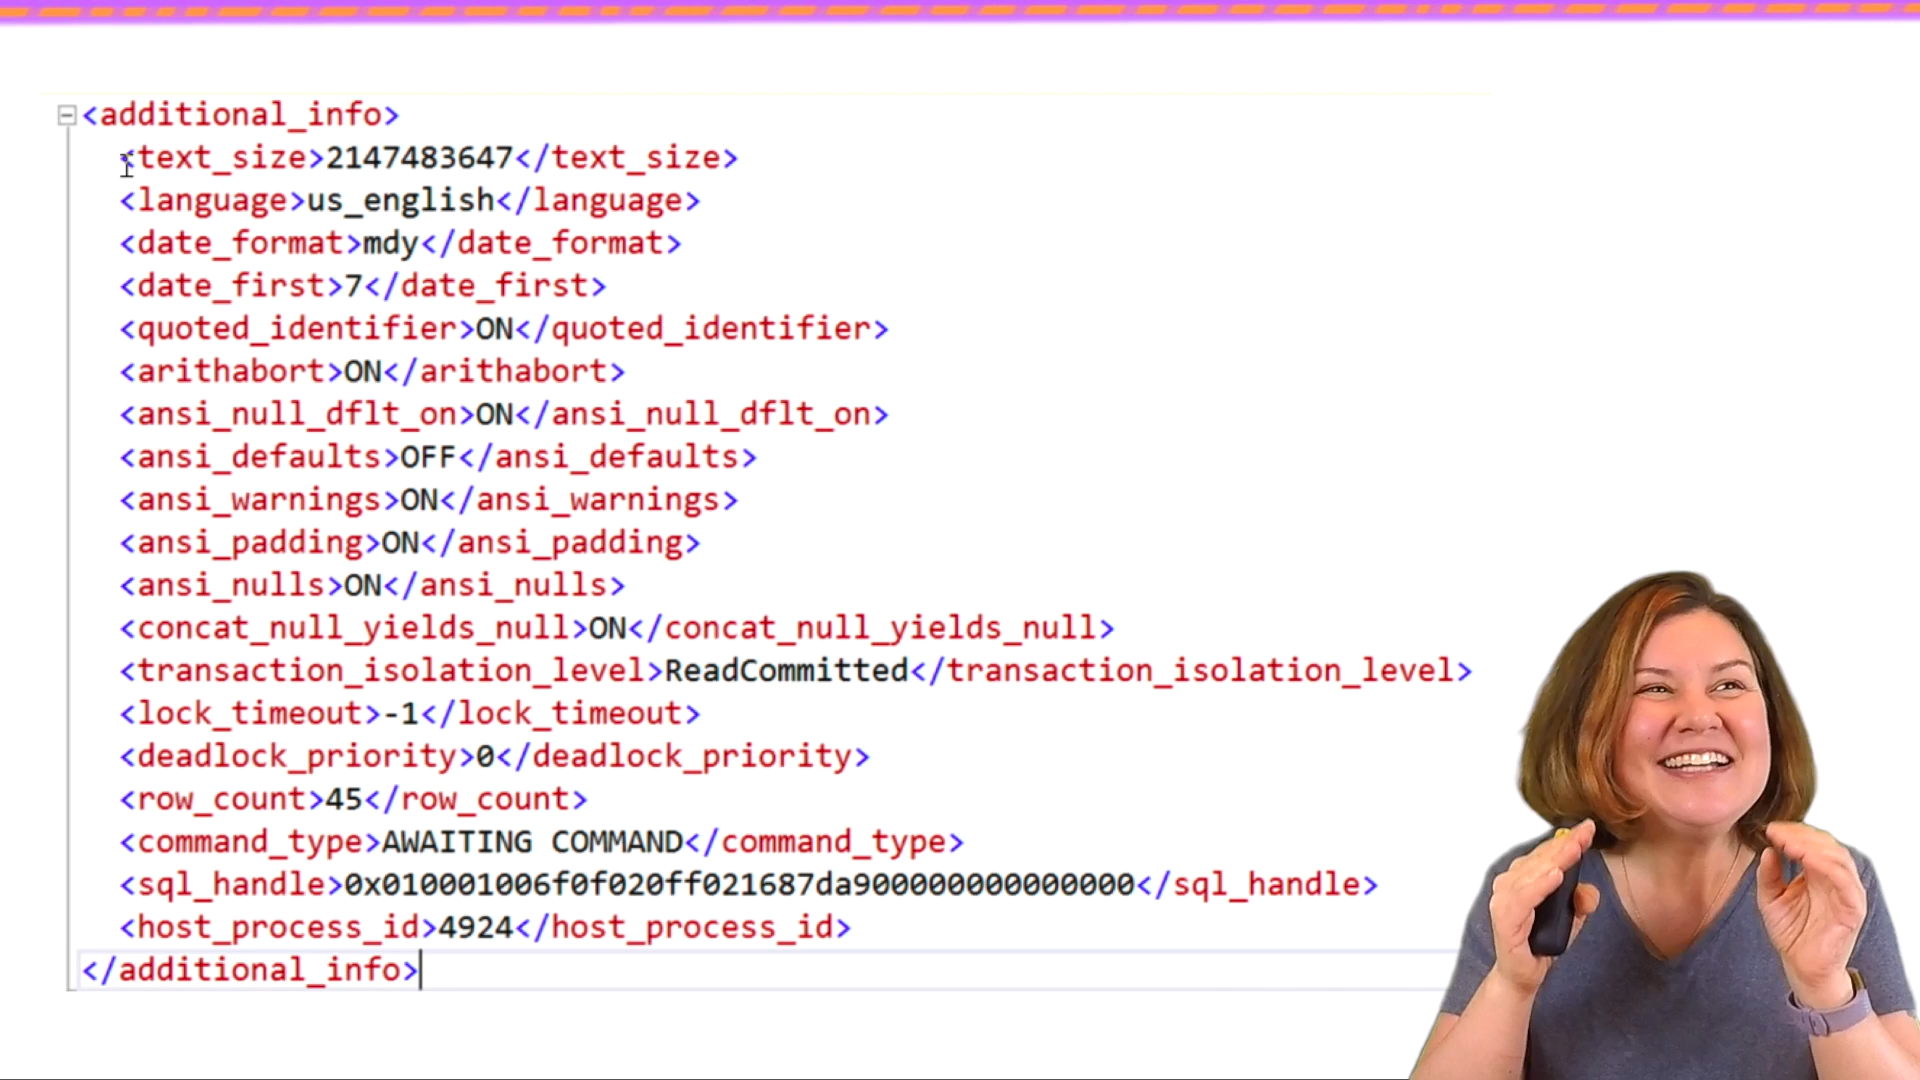 <additional_info>
<text_size>2147483647</text_size>
<language>us_english</language>
<date_format>mdy</date_format>
<date_first>7</date_first>
<quoted_identifier>ON</quoted_identifier>
<arithabort>ON</arithabort>
<ansi_null_dflt_on>ON</ansi_null_dflt_on>
<ansi_defaults>OFF</ansi_defaults>
<ansi_warnings>ON</ansi_warnings>
<ansi_padding>ON</ansi_padding>
<ansi_nulls>ON</ansi_nulls>
<concat_null_yields_null>ON</concat_null_yields_null>
<transaction_isolation_level>ReadCommitted</transaction_isolation_level>
<lock_timeout>-1</lock_timeout>
<deadlock_priority>0</deadlock_priority>
<row_count>45</row_count>
<command_type>AWAITING COMMAND</command_type>
<sql_handle>0x010001006f0f020ff021687da900000000000000</sql_handle>
<host_process_id>4924</host_process_id>
</additional_info>